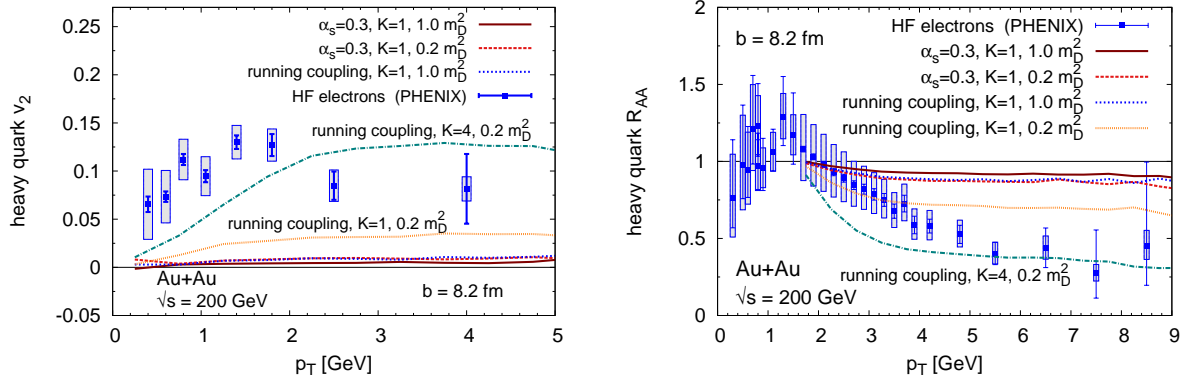 heavy quark v2
0.25
0.20
0.15
0.10
0.05
0
-0.05
αs=0.3, K=1, 1.0 m²D
αs=0.3, K=1, 0.2 m²D
running coupling, K=1, 1.0 m²D
HF electrons (PHENIX)
running coupling, K=4, 0.2 m²D
running coupling, K=1, 0.2 m²D
Au+Au
√s = 200 GeV
b = 8.2 fm
0 1 2 3 4 5
pT [GeV]
heavy quark RAA
2
1.5
1
0.5
0
b = 8.2 fm
HF electrons (PHENIX)
αs=0.3, K=1, 1.0 m²D
αs=0.3, K=1, 0.2 m²D
running coupling, K=1, 1.0 m²D
running coupling, K=1, 0.2 m²D
Au+Au
√s = 200 GeV
running coupling, K=4, 0.2 m²D
0 1 2 3 4 5 6 7 8 9
pT [GeV]